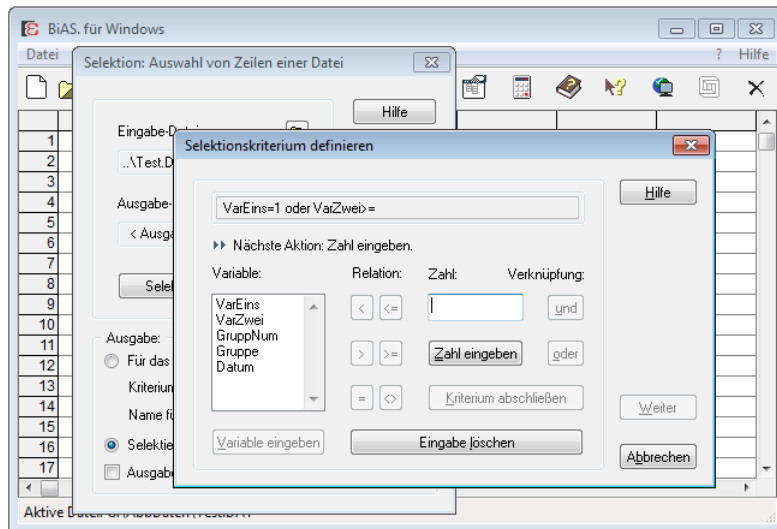 BiAS. für Windows
Datei ? Hilfe
Selektion: Auswahl von Zeilen einer Datei
Hilfe
1
2
3
4
5
6
7
8
9
10
11
12
13
14
15
16
17
..\Test.D
Ausgabe-
< Ausga
Ausgabe:
Für das
Name fü
Selektie
Ausgabe
Selektionskriterium definieren
Hilfe
VarEins=1 oder VarZwei>=
Nächste Aktion: Zahl eingeben.
Variable: Relation: Zahl: Verknüpfung:
VarEins
VarZwei
GruppNum
Gruppe
Datum
< <= und
> >= Zahl eingeben oder
= <> Kriterium abschließen
Weiter
Variable eingeben Eingabe löschen
Abbrechen